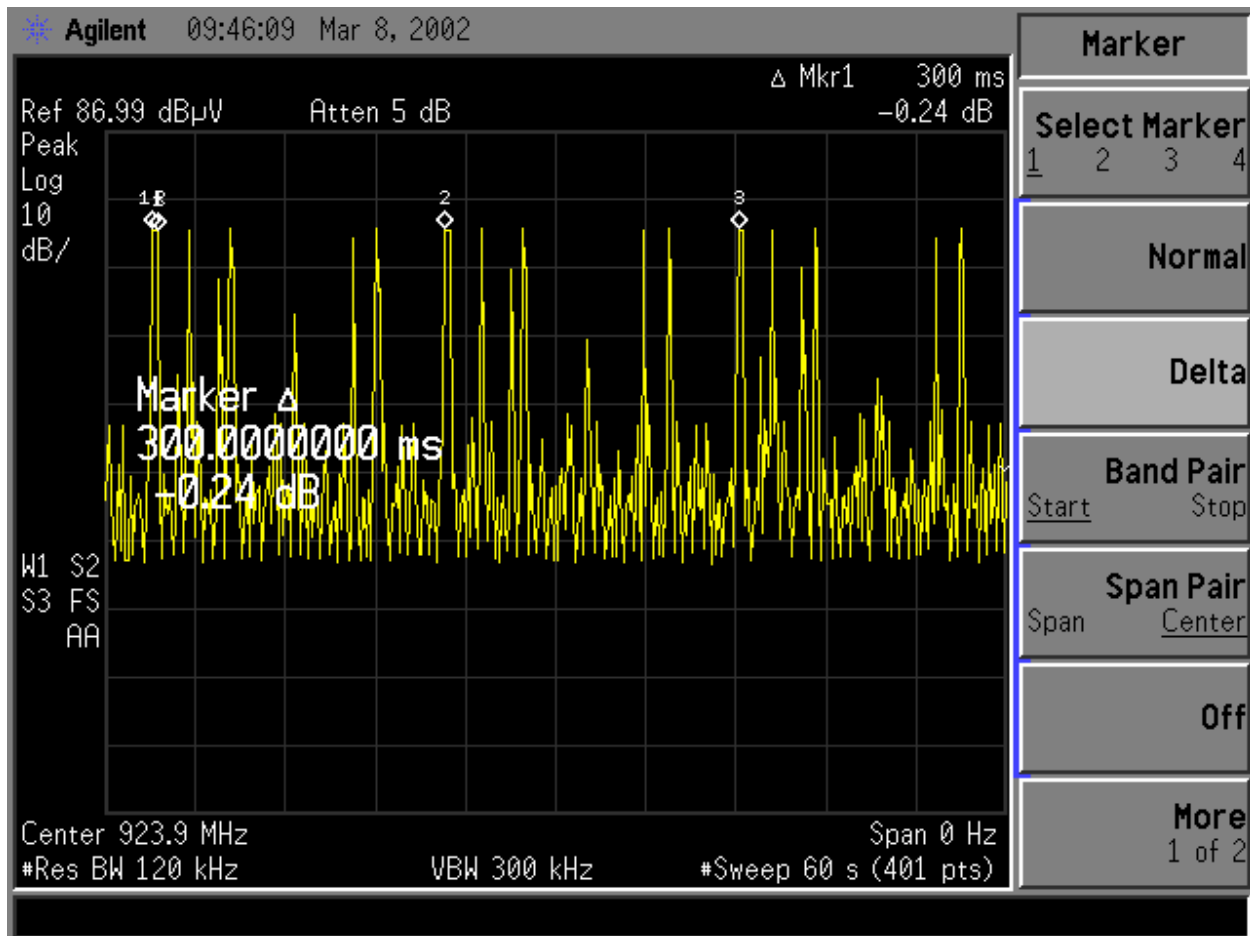 Agilent 09:46:09 Mar 8, 2002
Δ Mkr1 300 ms
Ref 86.99 dBµV Atten 5 dB -0.24 dB
Peak
Log
10
dB/
1 R 2 3
Marker Δ
300.0000000 ms
-0.24 dB
W1 S2
S3 FS
AA
Center 923.9 MHz Span 0 Hz
#Res BW 120 kHz VBW 300 kHz #Sweep 60 s (401 pts)
Marker
Select Marker
1 2 3 4
Normal
Delta
Band Pair
Start Stop
Span Pair
Span Center
Off
More
1 of 2